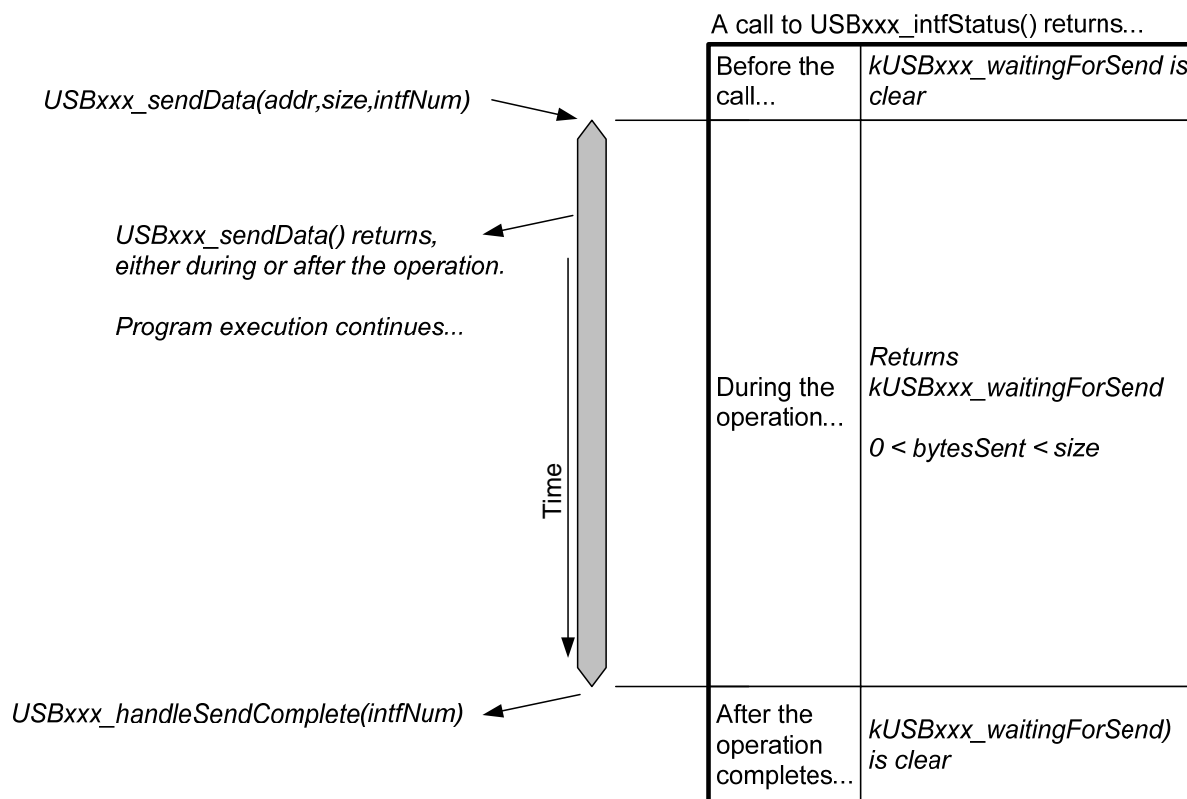 A call to USBxxx_intfStatus() returns...
Before the
call...
kUSBxxx_waitingForSend is
clear
USBxxx_sendData(addr,size,intfNum)
USBxxx_sendData() returns,
either during or after the operation.
Program execution continues...
Time
During the
operation...
Returns
kUSBxxx_waitingForSend
0 < bytesSent < size
USBxxx_handleSendComplete(intfNum)
After the
operation
completes...
kUSBxxx_waitingForSend)
is clear